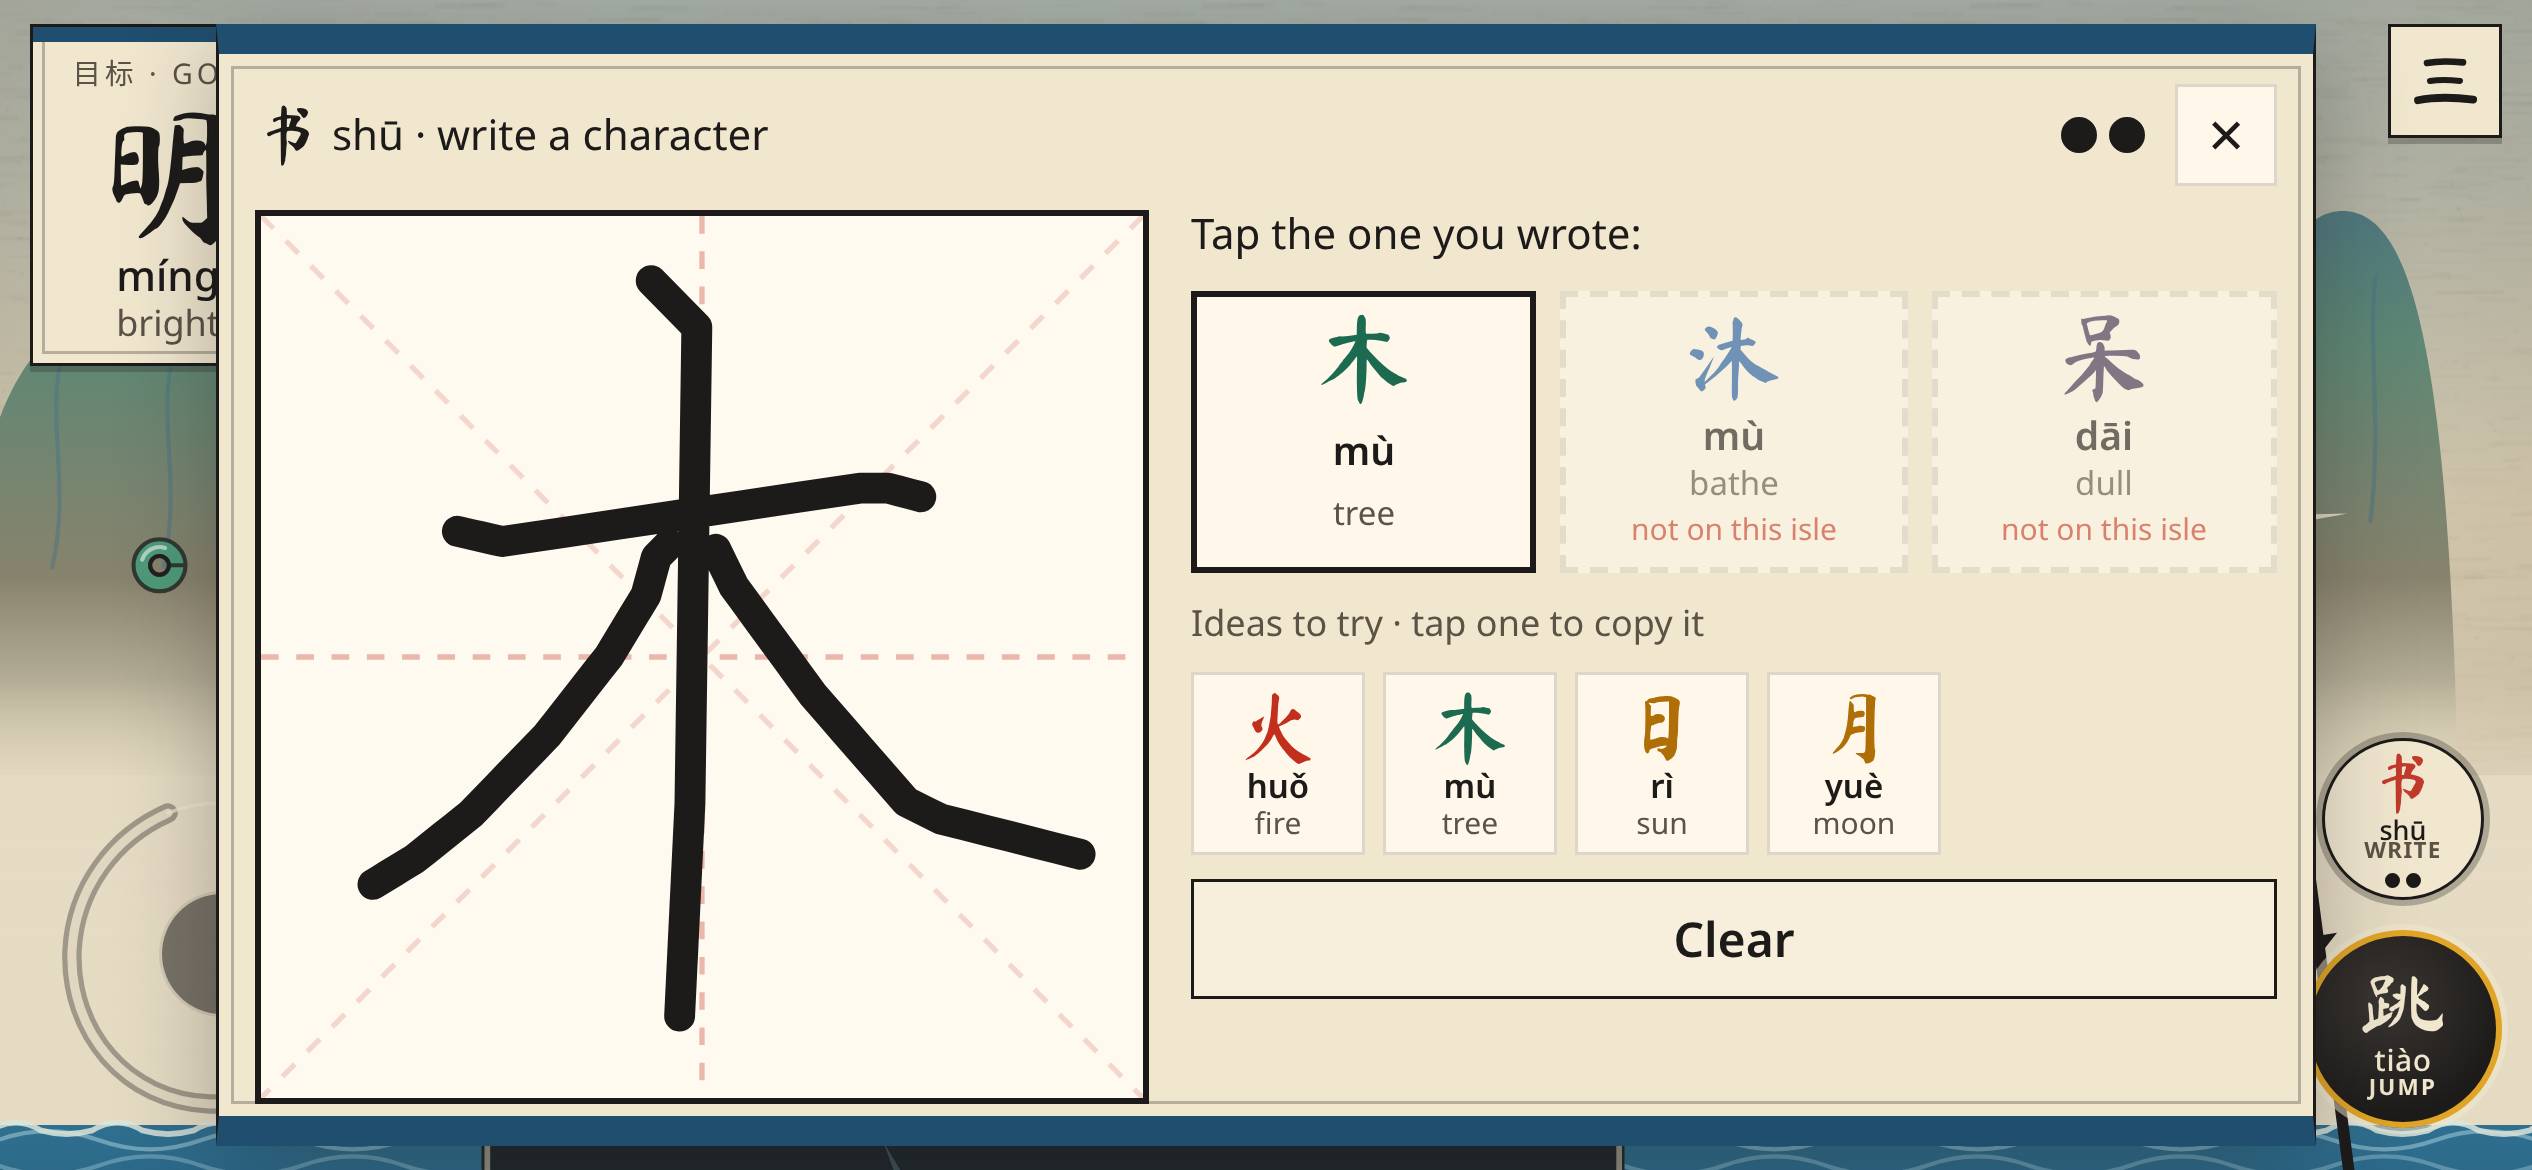 目标 · GO
明
míng
bright
书 shū · write a character
✕
三
木
Tap the one you wrote:
木
mù
tree
沐
mù
bathe
not on this isle
呆
dāi
dull
not on this isle
Ideas to try · tap one to copy it
火
huǒ
fire
木
mù
tree
日
rì
sun
月
yuè
moon
Clear
书
shū
WRITE
跳
tiào
JUMP